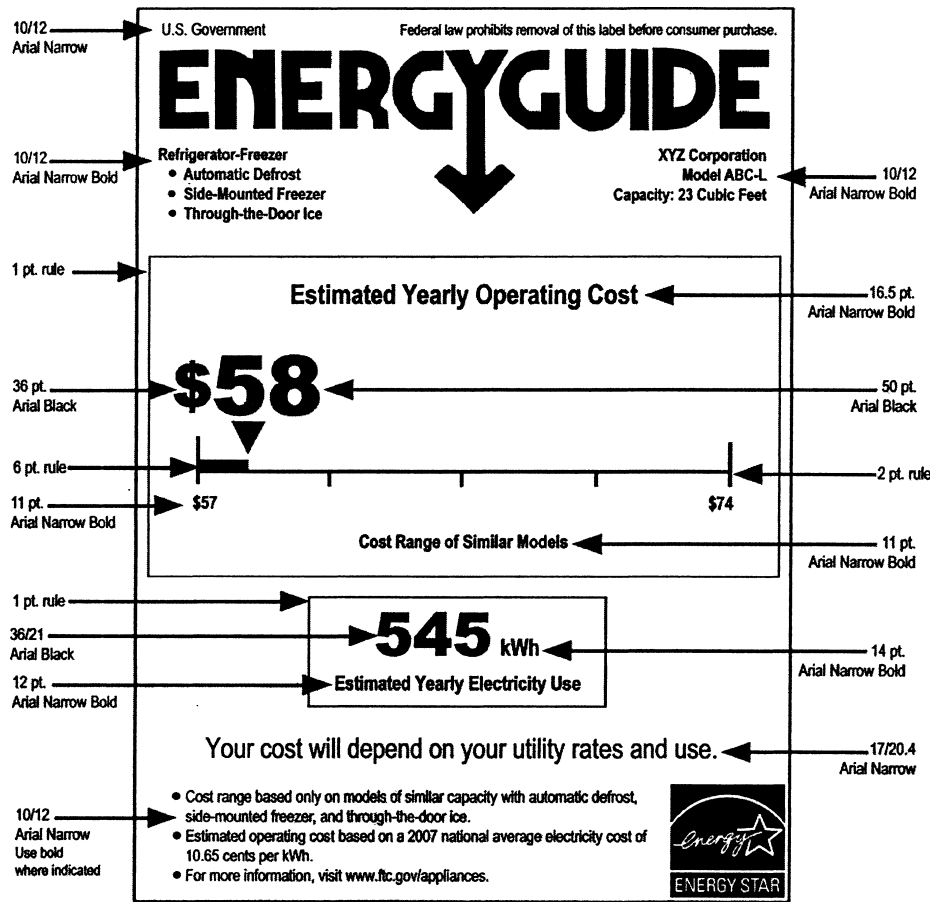 10/12
Arial Narrow
U.S. Government
Federal law prohibits removal of this label before consumer purchase.
ENERGYGUIDE
10/12
Arial Narrow Bold
Refrigerator-Freezer
• Automatic Defrost
• Side-Mounted Freezer
• Through-the-Door Ice
XYZ Corporation
Model ABC-L
Capacity: 23 Cubic Feet
10/12
Arial Narrow Bold
1 pt. rule
Estimated Yearly Operating Cost
16.5 pt.
Arial Narrow Bold
36 pt.
Arial Black
$58
50 pt.
Arial Black
6 pt. rule
2 pt. rule
11 pt.
Arial Narrow Bold
$57
$74
Cost Range of Similar Models
11 pt.
Arial Narrow Bold
1 pt. rule
36/21
Arial Black
545 kWh
14 pt.
Arial Narrow Bold
12 pt.
Arial Narrow Bold
Estimated Yearly Electricity Use
Your cost will depend on your utility rates and use.
17/20.4
Arial Narrow
10/12
Arial Narrow
Use bold
where indicated
• Cost range based only on models of similar capacity with automatic defrost,
side-mounted freezer, and through-the-door ice.
• Estimated operating cost based on a 2007 national average electricity cost of
10.65 cents per kWh.
• For more information, visit www.ftc.gov/appliances.
energy
ENERGY STAR